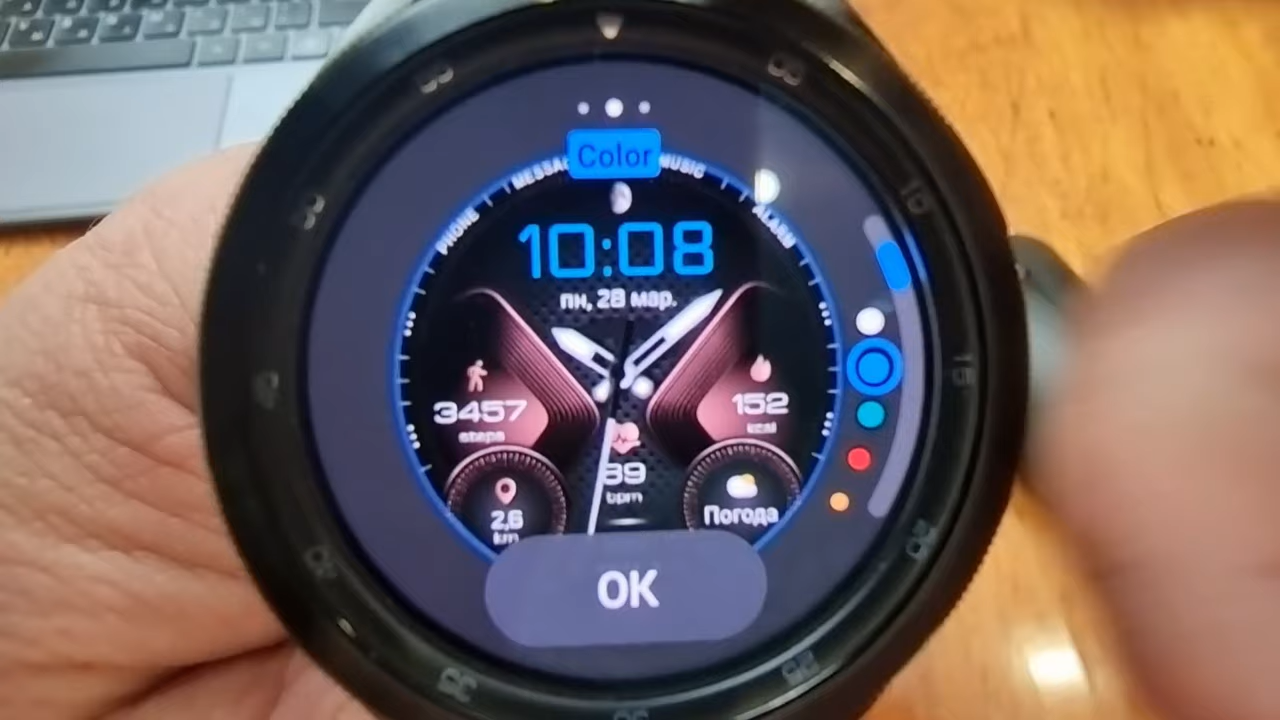 Color
PHONE
MUSIC
ALARM
10:08
пн, 28 мар.
3457
steps
152
kcal
89
bpm
2,6
km
Погода
OK
15